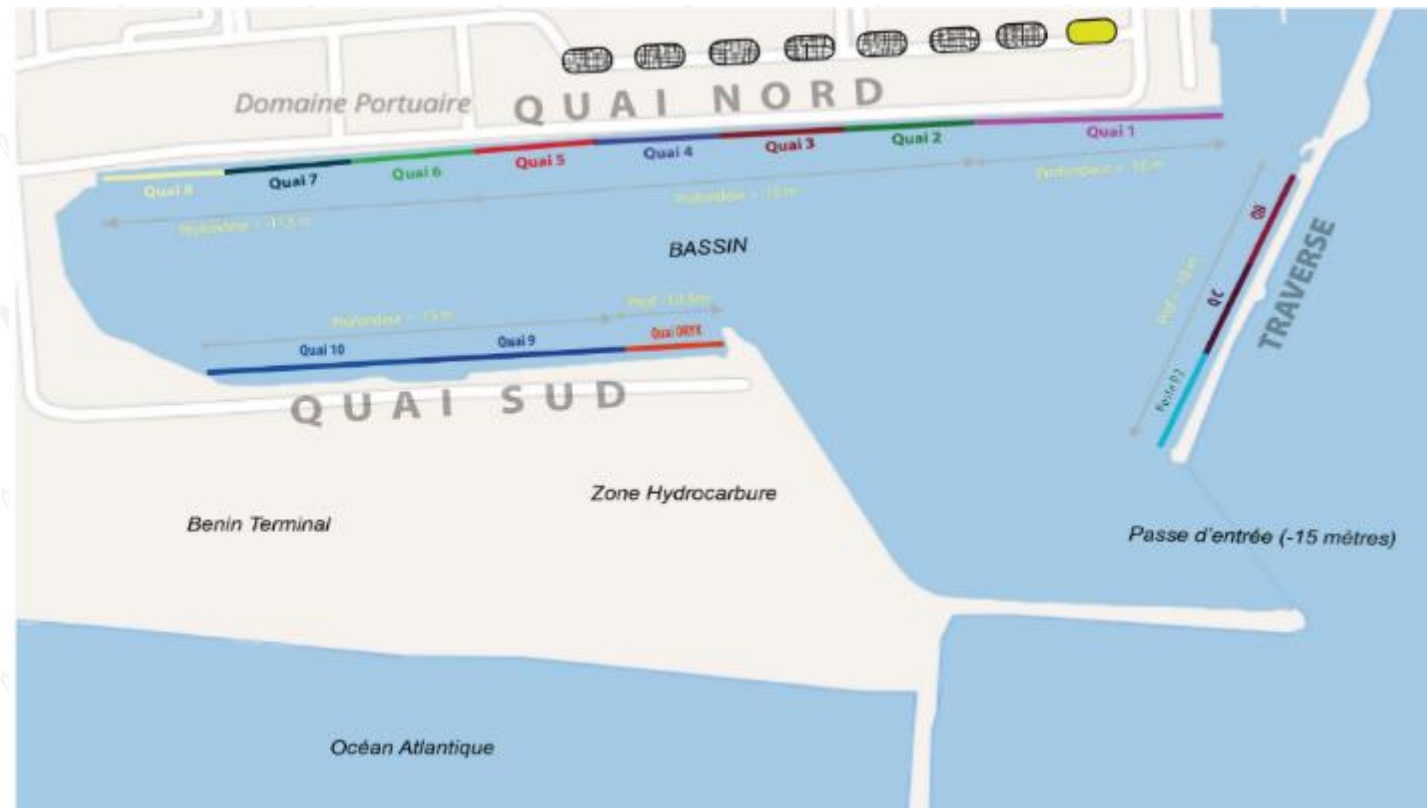 Domaine Portuaire
QUAI NORD
Quai 8
Quai 7
Quai 6
Quai 5
Quai 4
Quai 3
Quai 2
Quai 1
BASSIN
QB
QC
TRAVERSE
Quai 10
Quai 9
Quai ORYX
QUAI SUD
Zone Hydrocarbure
Benin Terminal
Passe d'entrée (-15 mètres)
Océan Atlantique